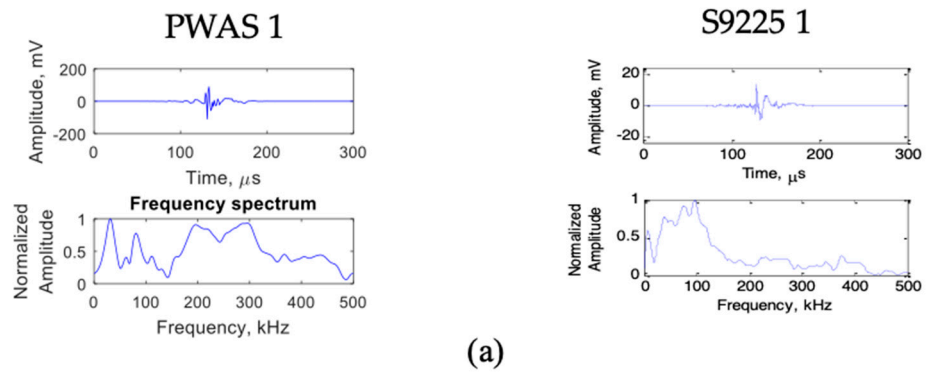 PWAS 1
Amplitude, mV
200
0
-200
0 100 200 300
Time, μs
Frequency spectrum
Normalized
Amplitude
1
0.5
0
0 100 200 300 400 500
Frequency, kHz
S9225 1
Amplitude, mV
20
0
-20
0 100 200 300
Time, μs
Normalized
Amplitude
1
0.5
0
0 100 200 300 400 500
Frequency, kHz
(a)